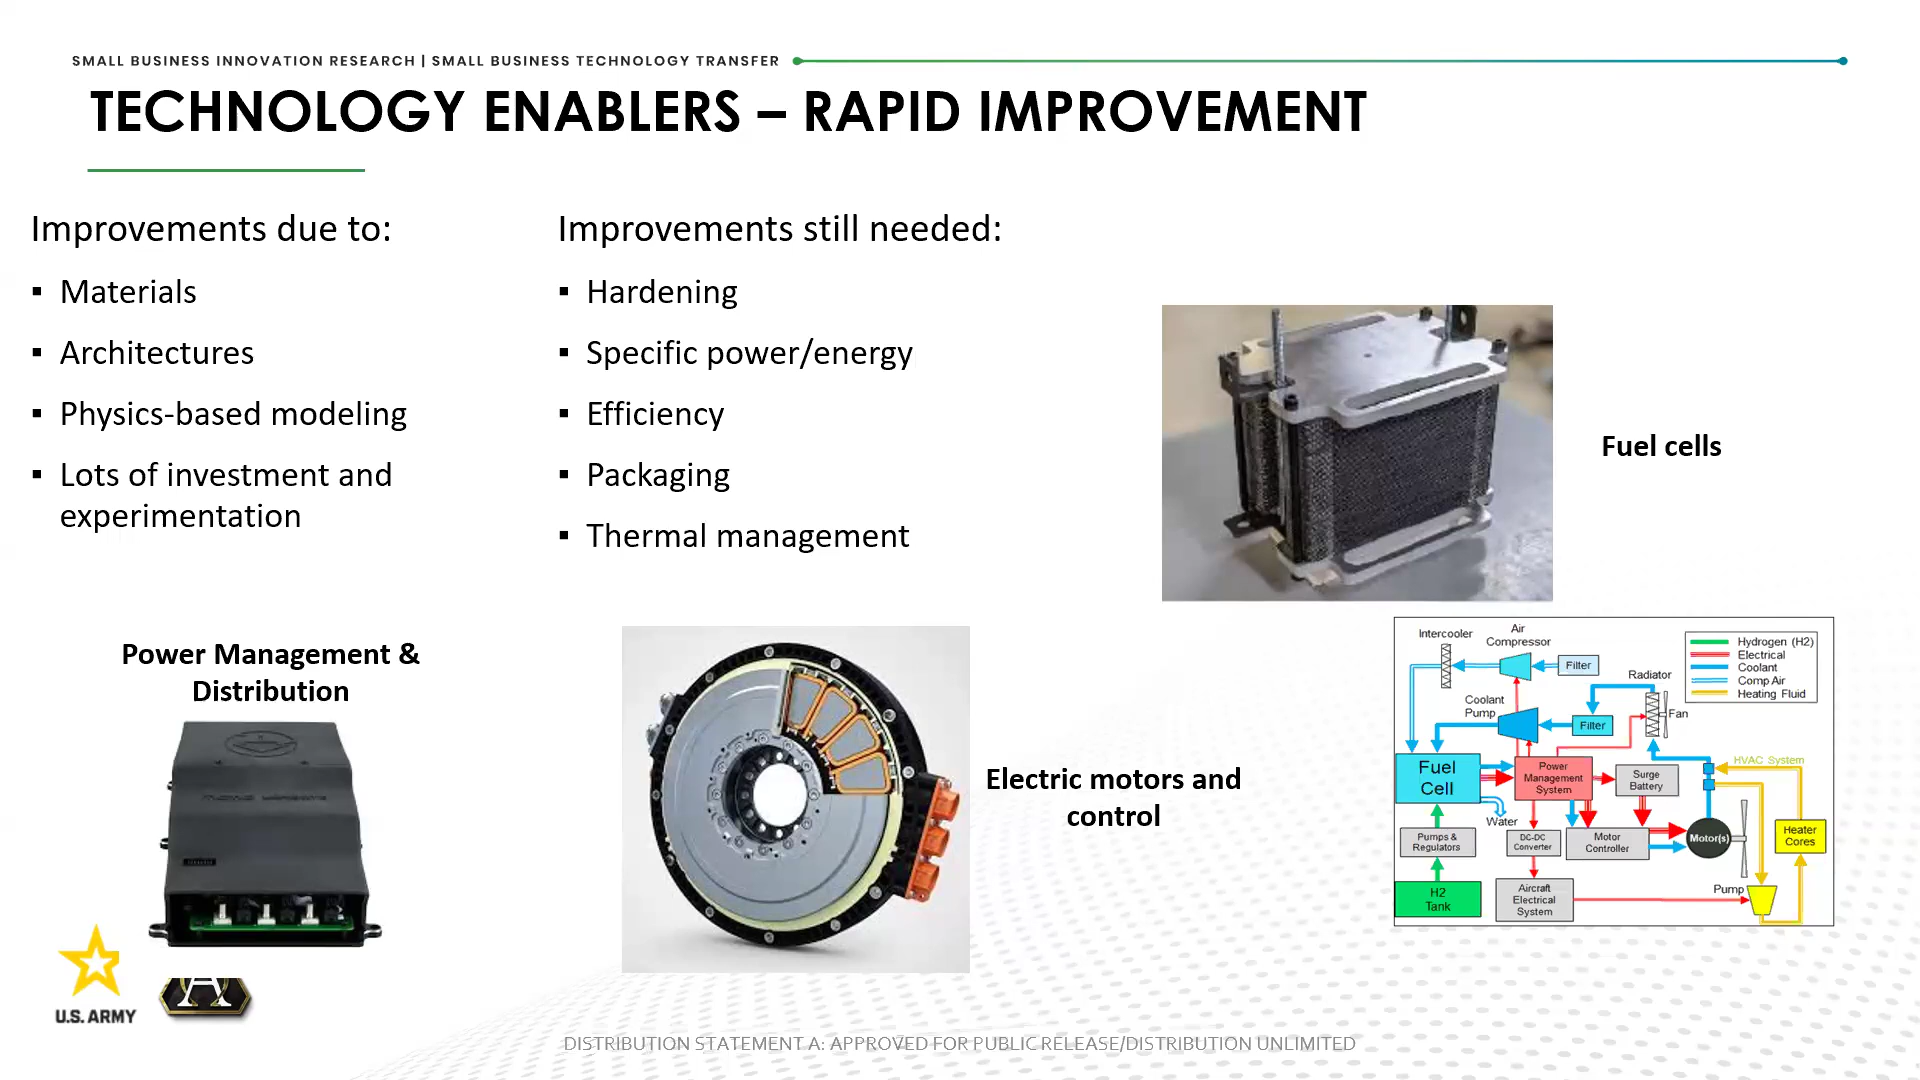 SMALL BUSINESS INNOVATION RESEARCH | SMALL BUSINESS TECHNOLOGY TRANSFER
TECHNOLOGY ENABLERS – RAPID IMPROVEMENT
Improvements due to:
▪ Materials
▪ Architectures
▪ Physics-based modeling
▪ Lots of investment and
experimentation
Improvements still needed:
▪ Hardening
▪ Specific power/energy
▪ Efficiency
▪ Packaging
▪ Thermal management
Fuel cells
Power Management &
Distribution
Electric motors and
control
Intercooler
Air
Compressor
Filter
Hydrogen (H2)
Electrical
Coolant
Comp Air
Heating Fluid
Radiator
Coolant
Pump
Filter
Fan
Fuel
Cell
Power
Management
System
Surge
Battery
HVAC System
Water
Pumps &
Regulators
DC-DC
Converter
Motor
Controller
Motor(s)
Heater
Cores
H2
Tank
Aircraft
Electrical
System
Pump
U.S. ARMY
DISTRIBUTION STATEMENT A: APPROVED FOR PUBLIC RELEASE/DISTRIBUTION UNLIMITED